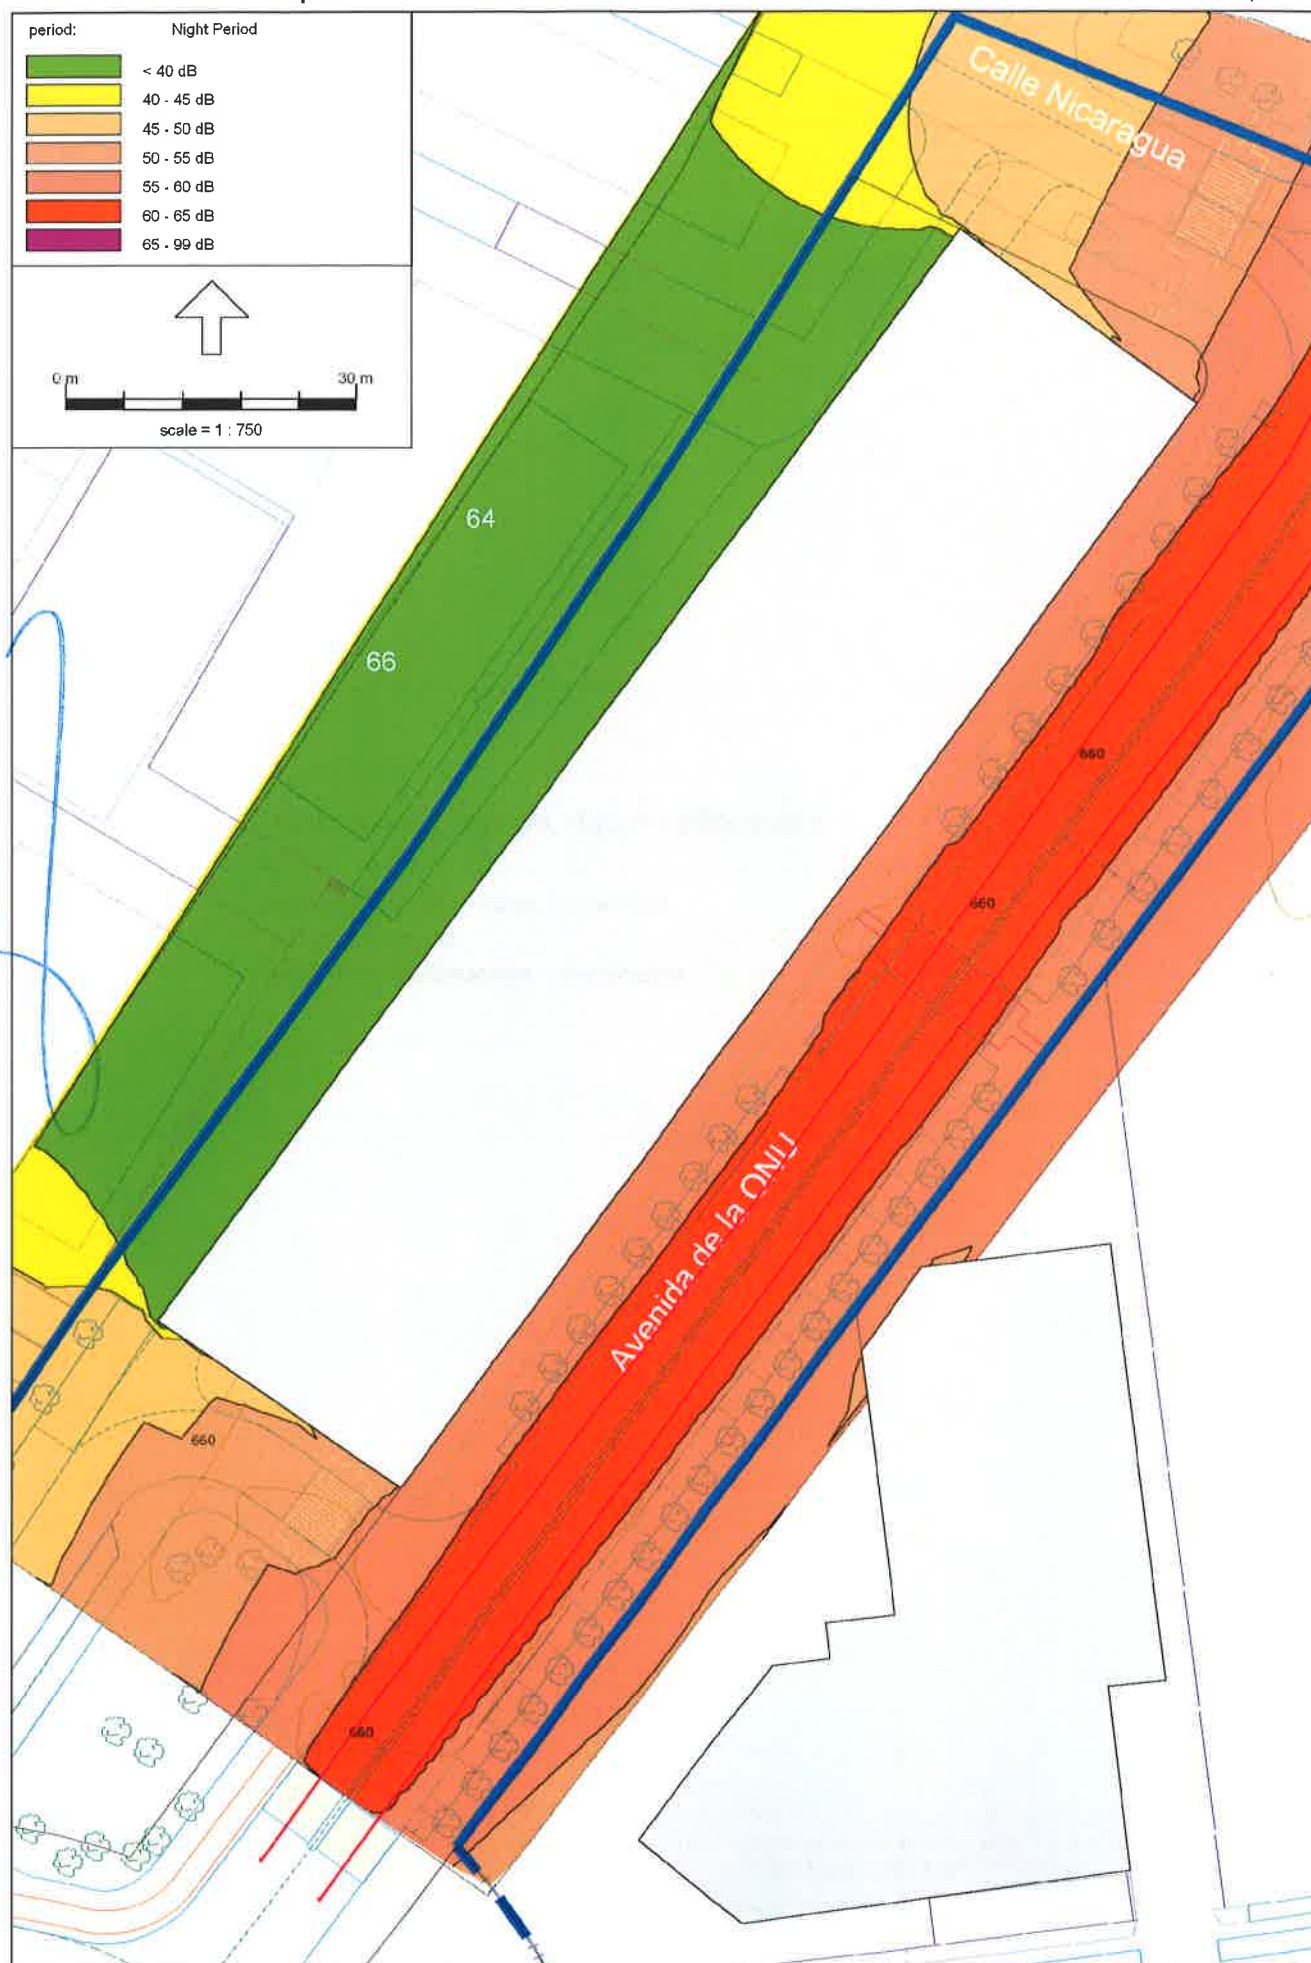 period: Night Period
< 40 dB
40 - 45 dB
45 - 50 dB
50 - 55 dB
55 - 60 dB
60 - 65 dB
65 - 99 dB
0 m 30 m
scale = 1 : 750
Calle Nicaragua
64
66
660
660
Avenida de la ONU
660
660